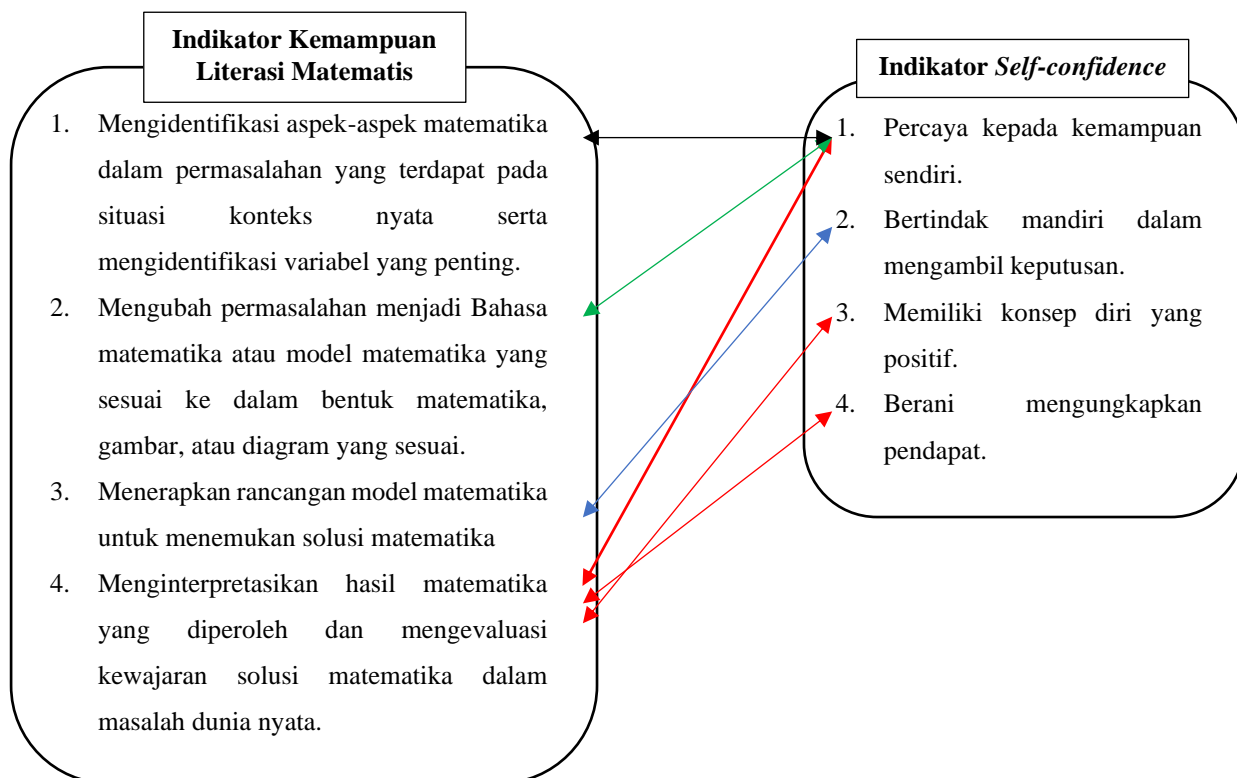 Indikator Kemampuan
Literasi Matematis
1. Mengidentifikasi aspek-aspek matematika
dalam permasalahan yang terdapat pada
situasi konteks nyata serta
mengidentifikasi variabel yang penting.
2. Mengubah permasalahan menjadi Bahasa
matematika atau model matematika yang
sesuai ke dalam bentuk matematika,
gambar, atau diagram yang sesuai.
3. Menerapkan rancangan model matematika
untuk menemukan solusi matematika
4. Menginterpretasikan hasil matematika
yang diperoleh dan mengevaluasi
kewajaran solusi matematika dalam
masalah dunia nyata.
Indikator Self-confidence
1. Percaya kepada kemampuan
sendiri.
2. Bertindak mandiri dalam
mengambil keputusan.
3. Memiliki konsep diri yang
positif.
4. Berani mengungkapkan
pendapat.